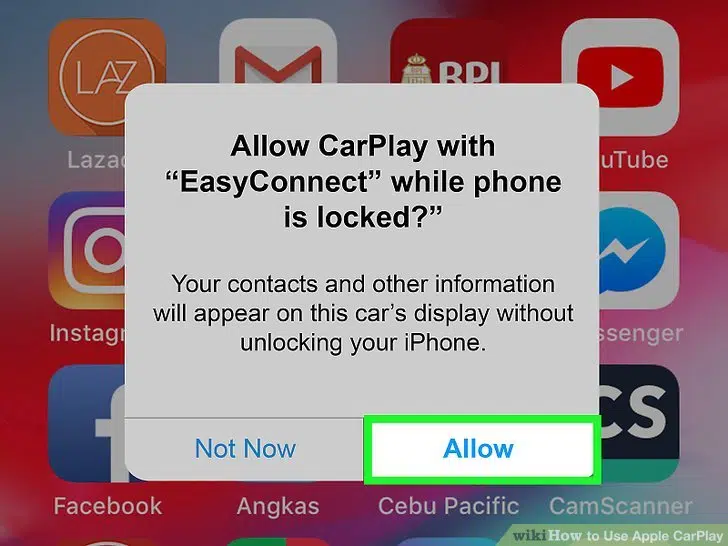 LAZ
BPI
Lazad
uTube
Allow CarPlay with
“EasyConnect” while phone
is locked?”
Your contacts and other information
will appear on this car’s display without
unlocking your iPhone.
Instagr
ssenger
Not Now
Allow
CS
Facebook
Angkas
Cebu Pacific
CamScanner
wikiHow to Use Apple CarPlay